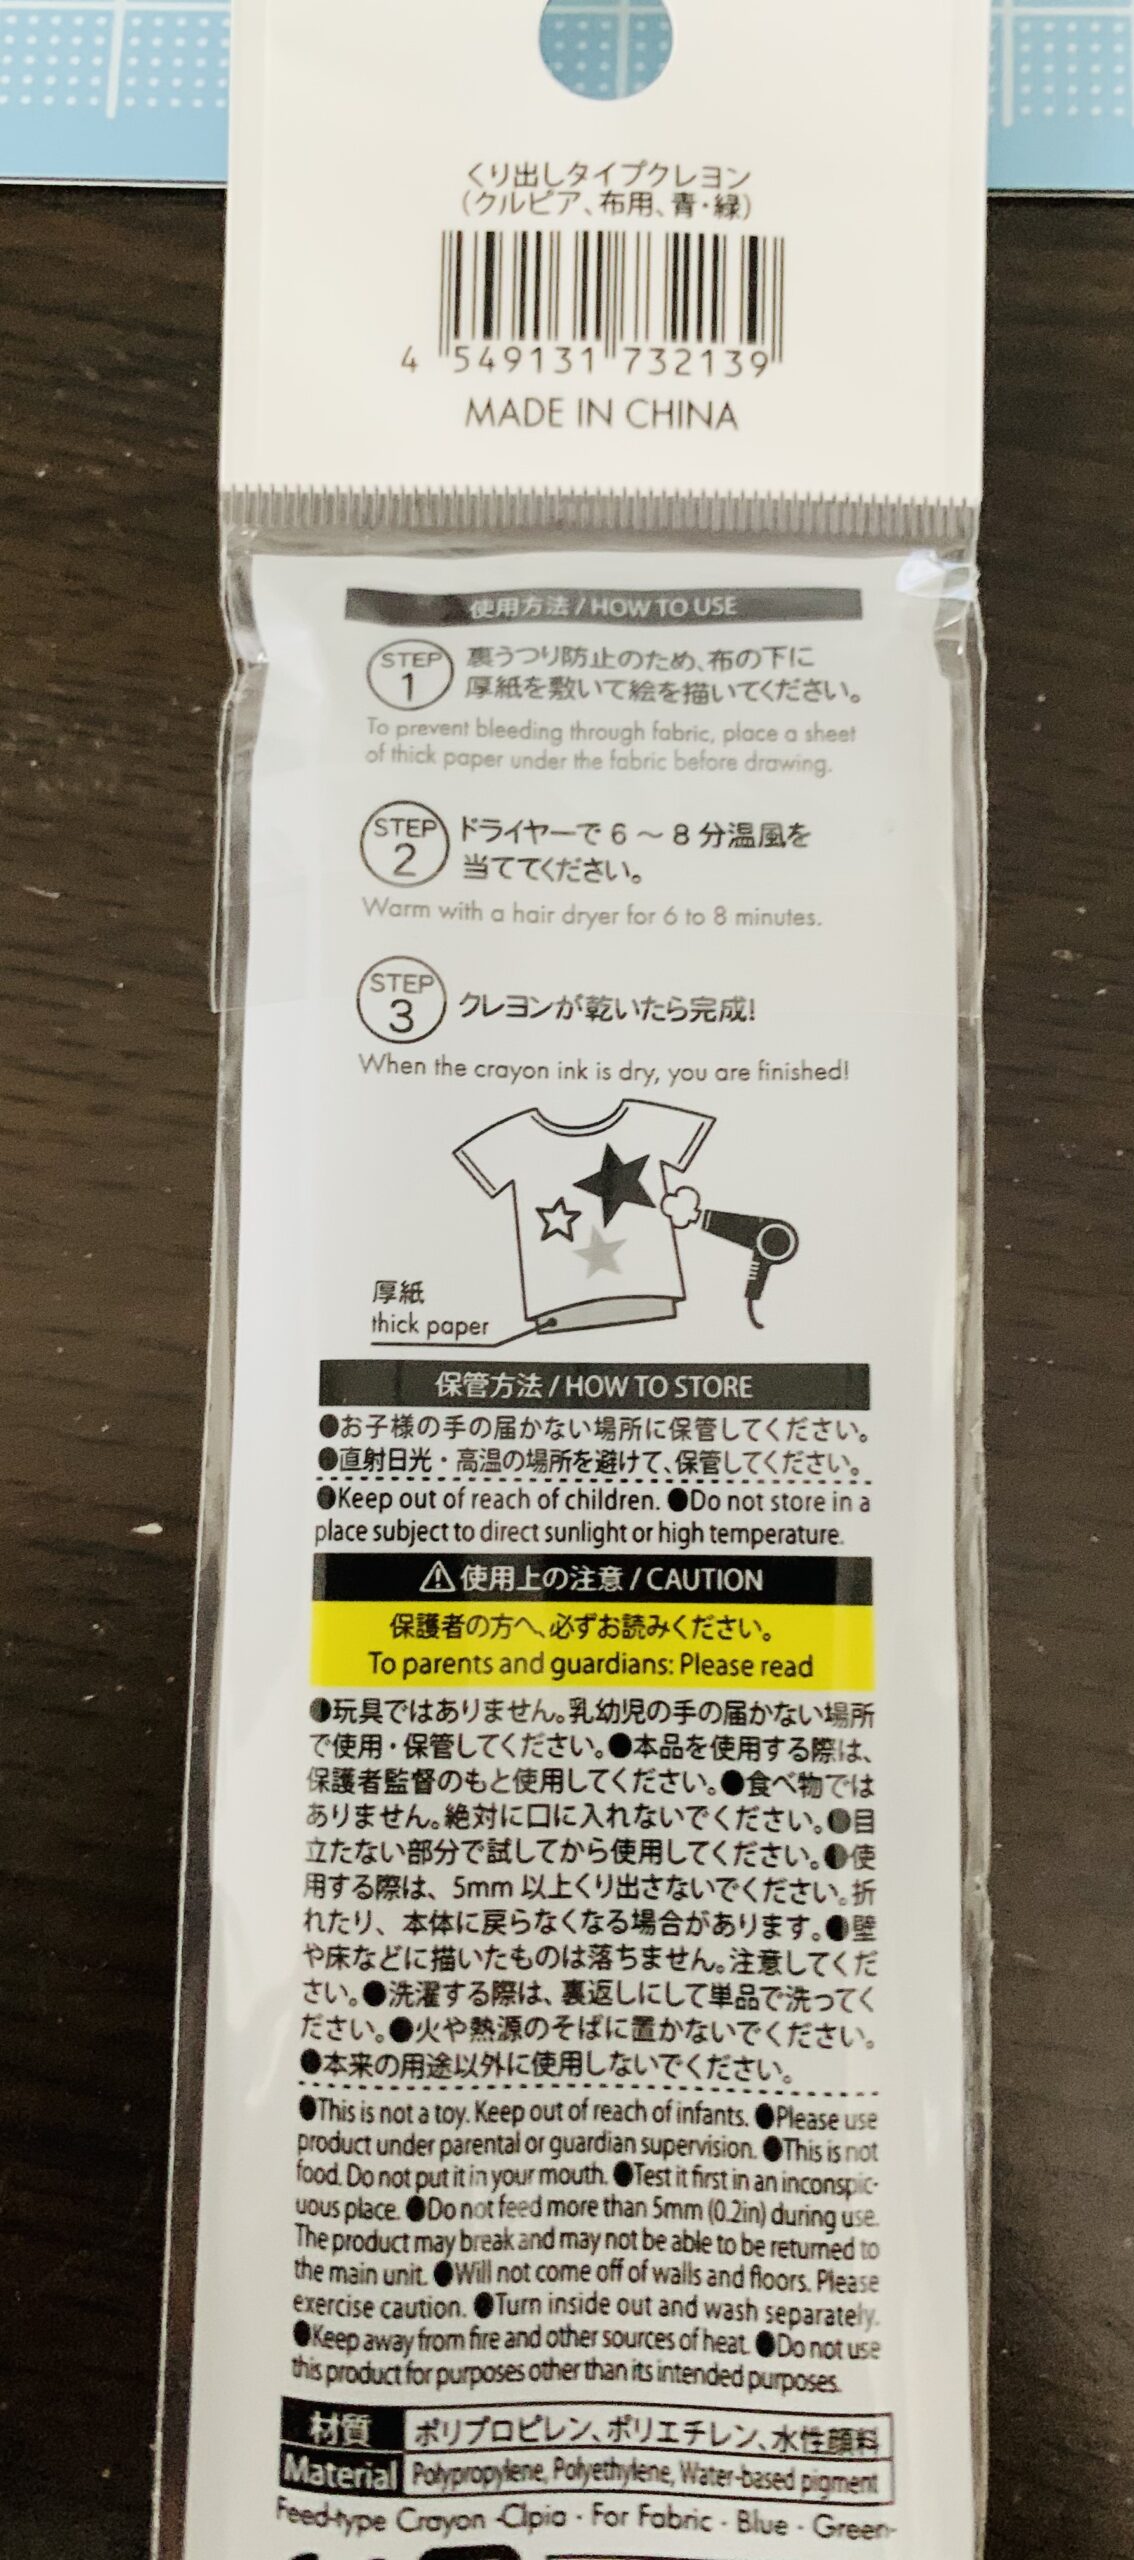 くり出しタイプクレヨン
(クルピア、布用、青・緑)
4 549131 732139
MADE IN CHINA
使用方法 / HOW TO USE
STEP 1
裏うつり防止のため、布の下に
厚紙を敷いて絵を描いてください。
To prevent bleeding through fabric, place a sheet
of thick paper under the fabric before drawing.
STEP 2
ドライヤーで 6 ～ 8 分温風を
当ててください。
Warm with a hair dryer for 6 to 8 minutes.
STEP 3
クレヨンが乾いたら完成!
When the crayon ink is dry, you are finished!
厚紙
thick paper
保管方法 / HOW TO STORE
●お子様の手の届かない場所に保管してください。
●直射日光・高温の場所を避けて、保管してください。
●Keep out of reach of children. ●Do not store in a
place subject to direct sunlight or high temperature.
⚠使用上の注意 / CAUTION
保護者の方へ、必ずお読みください。
To parents and guardians: Please read
●玩具ではありません。乳幼児の手の届かない場所
で使用・保管してください。●本品を使用する際は、
保護者監督のもと使用してください。●食べ物では
ありません。絶対に口に入れないでください。●目
立たない部分で試してから使用してください。●使
用する際は、5mm 以上くり出さないでください。折
れたり、本体に戻らなくなる場合があります。●壁
や床などに描いたものは落ちません。注意してくだ
さい。●洗濯する際は、裏返しにして単品で洗ってく
ださい。●火や熱源のそばに置かないでください。
●本来の用途以外に使用しないでください。
●This is not a toy. Keep out of reach of infants. ●Please use
product under parental or guardian supervision. ●This is not
food. Do not put it in your mouth. ●Test it first in an inconspic-
uous place. ●Do not feed more than 5mm (0.2in) during use.
The product may break and may not be able to be returned to
the main unit. ●Will not come off of walls and floors. Please
exercise caution. ●Turn inside out and wash separately.
●Keep away from fire and other sources of heat. ●Do not use
this product for purposes other than its intended purposes.
材質 ポリプロピレン、ポリエチレン、水性顔料
Material Polypropylene, Polyethylene, Water-based pigment
Feed-type Crayon -Clpia · For Fabric · Blue · Green-